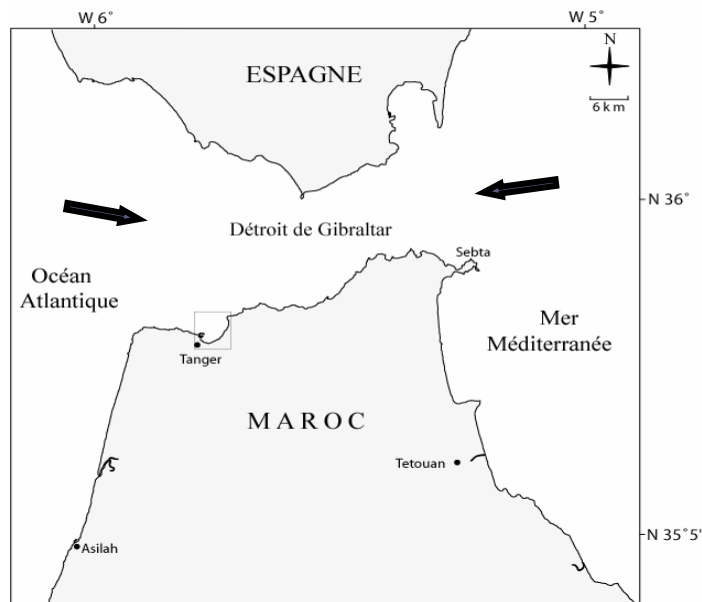 W 6°
W 5°
N
6 km
ESPAGNE
N 36°
Détroit de Gibraltar
Sebta
Océan
Atlantique
Mer
Méditerranée
Tanger
MAROC
Tetouan
N 35°5'
Asilah